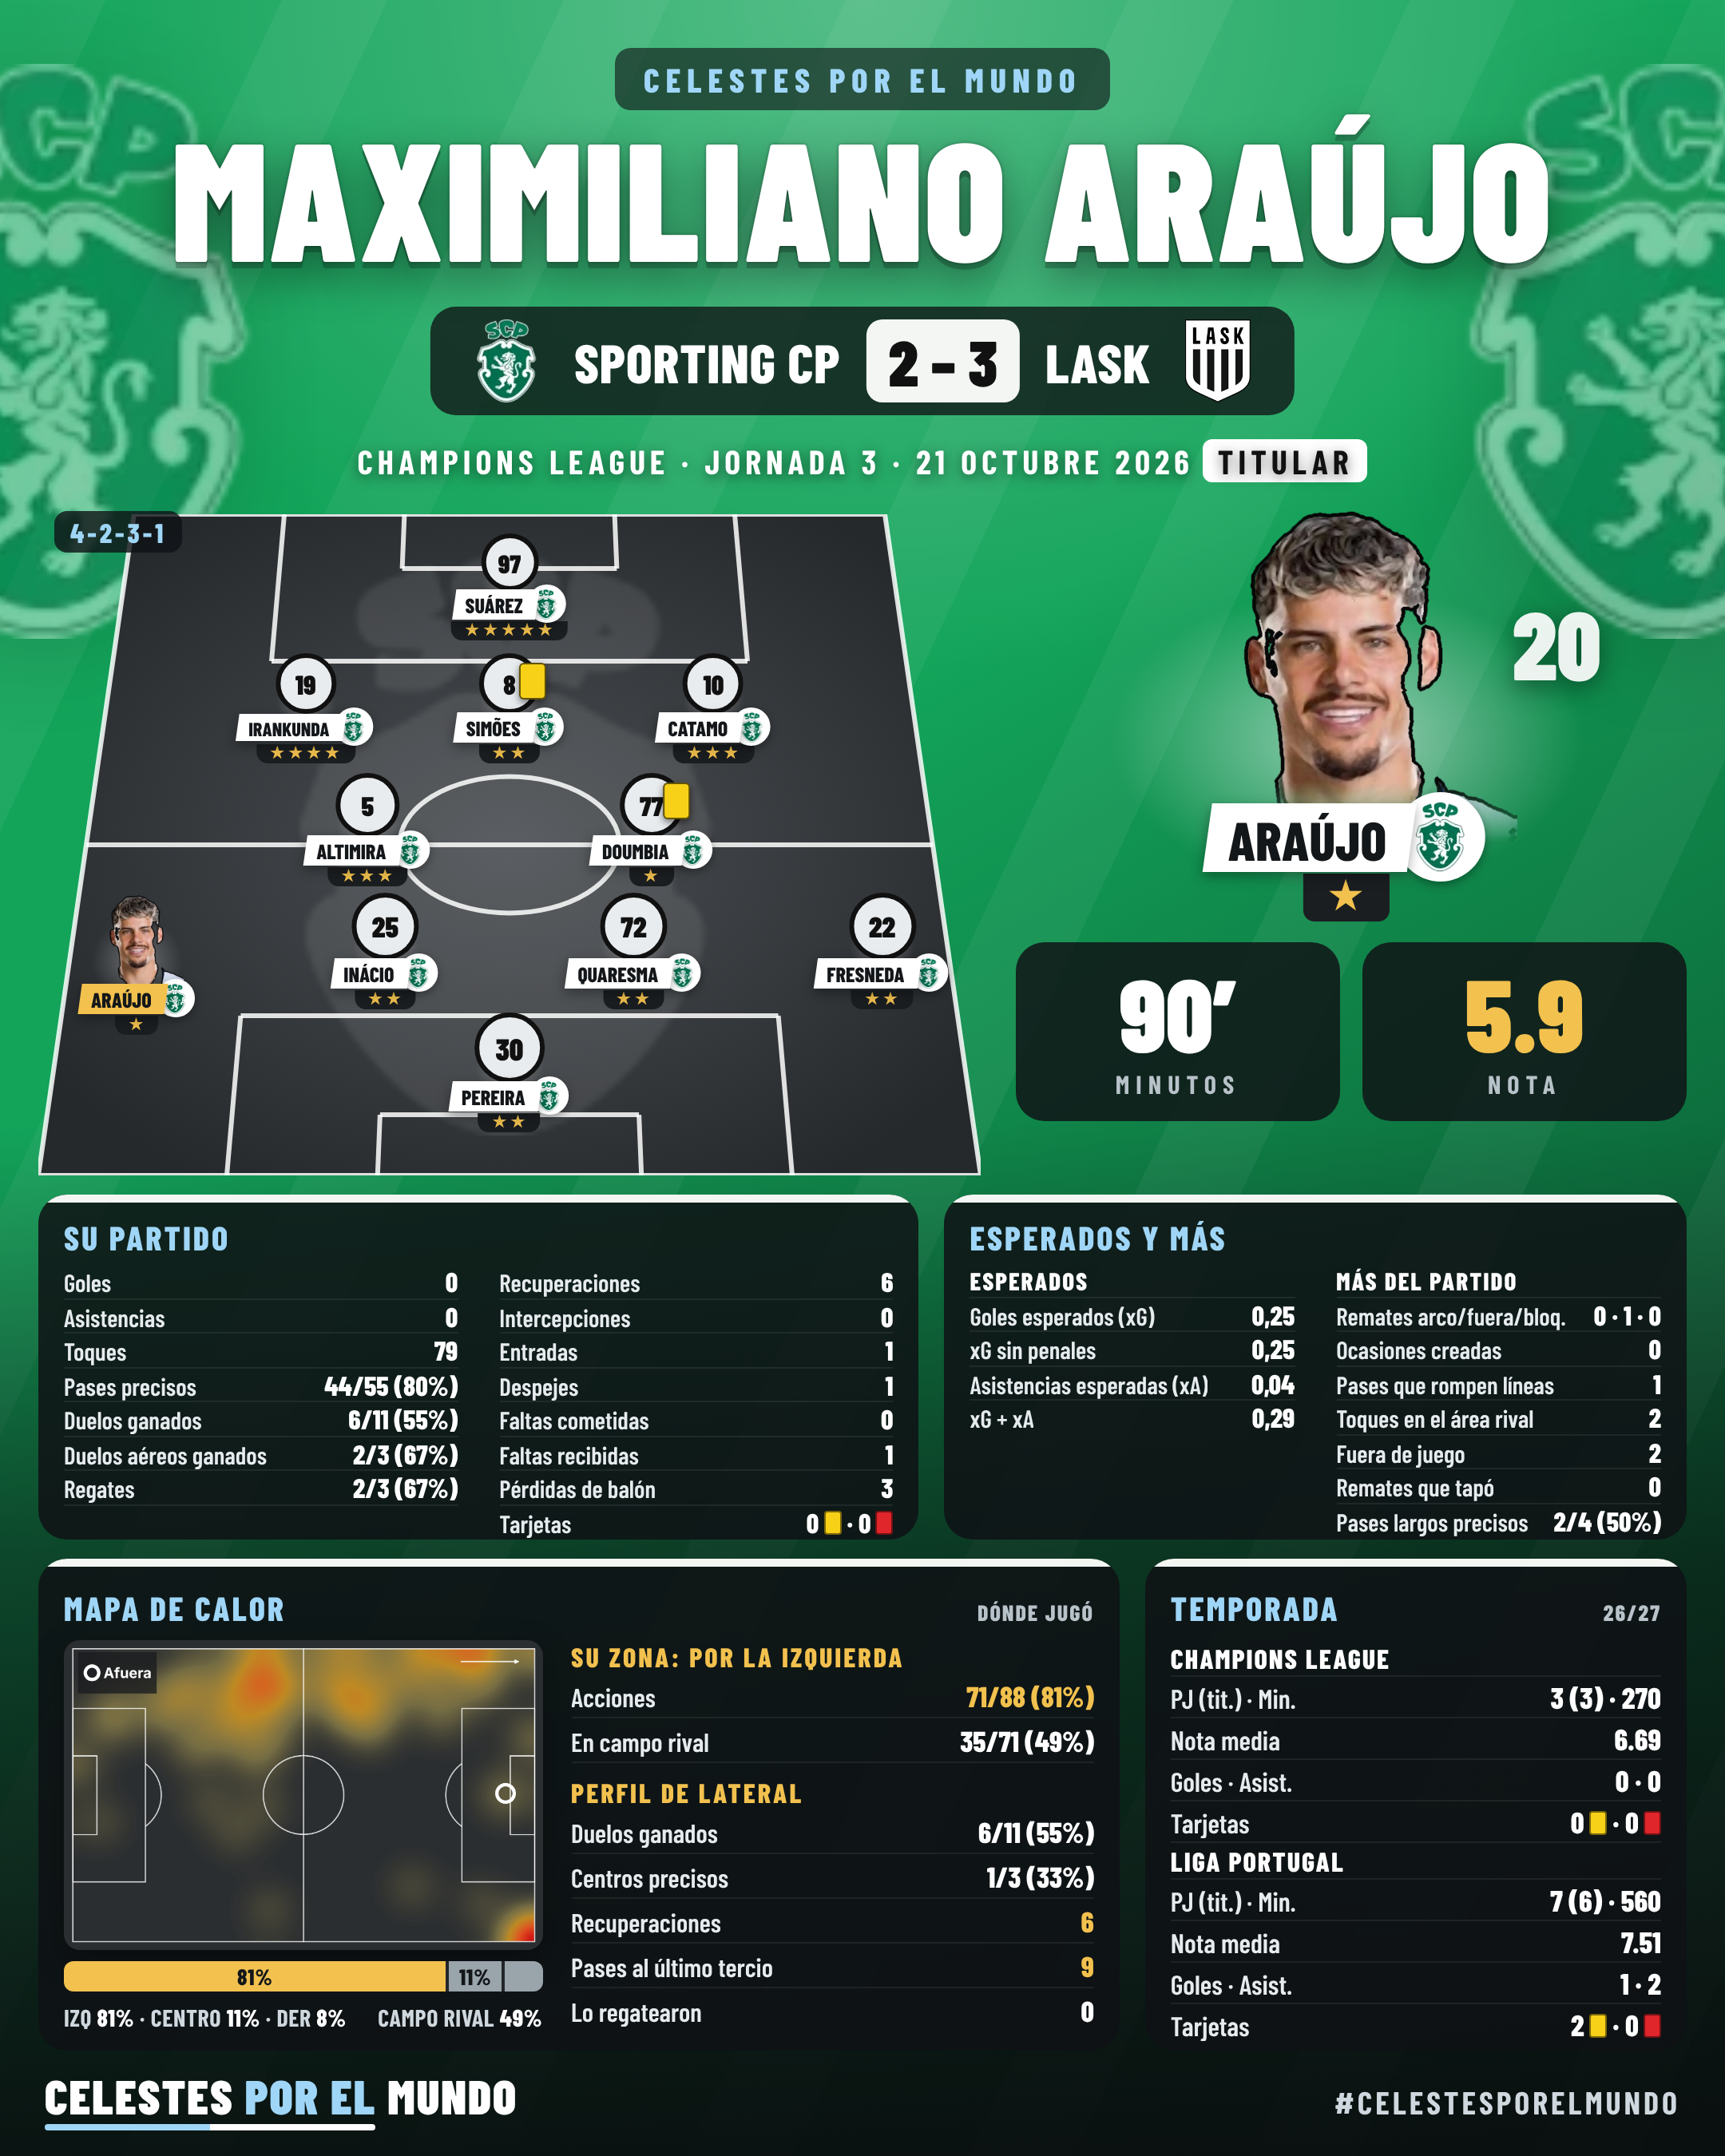 CELESTES POR EL MUNDO
MAXIMILIANO ARAÚJO
SPORTING CP 2 - 3 LASK
LASK
CHAMPIONS LEAGUE · JORNADA 3 · 21 OCTUBRE 2026 TITULAR
4-2-3-1
97
SUÁREZ
★★★★★
19
IRANKUNDA
★★★★
8
SIMÕES
★★
10
CATAMO
★★★
5
ALTIMIRA
★★★
77
DOUMBIA
★
ARAÚJO
★
25
INÁCIO
★★
72
QUARESMA
★★
22
FRESNEDA
★★
30
PEREIRA
★★
20
SCP
ARAÚJO
★
90′
MINUTOS
5.9
NOTA
SU PARTIDO
Goles 0
Asistencias 0
Toques 79
Pases precisos 44/55 (80%)
Duelos ganados 6/11 (55%)
Duelos aéreos ganados 2/3 (67%)
Regates 2/3 (67%)
Recuperaciones 6
Intercepciones 0
Entradas 1
Despejes 1
Faltas cometidas 0
Faltas recibidas 1
Pérdidas de balón 3
Tarjetas 0 · 0
ESPERADOS Y MÁS
ESPERADOS
Goles esperados (xG) 0,25
xG sin penales 0,25
Asistencias esperadas (xA) 0,04
xG + xA 0,29
MÁS DEL PARTIDO
Remates arco/fuera/bloq. 0 · 1 · 0
Ocasiones creadas 0
Pases que rompen líneas 1
Toques en el área rival 2
Fuera de juego 2
Remates que tapó 0
Pases largos precisos 2/4 (50%)
MAPA DE CALOR
DÓNDE JUGÓ
Afuera
81% 11%
IZQ 81% · CENTRO 11% · DER 8% CAMPO RIVAL 49%
SU ZONA: POR LA IZQUIERDA
Acciones 71/88 (81%)
En campo rival 35/71 (49%)
PERFIL DE LATERAL
Duelos ganados 6/11 (55%)
Centros precisos 1/3 (33%)
Recuperaciones 6
Pases al último tercio 9
Lo regatearon 0
TEMPORADA 26/27
CHAMPIONS LEAGUE
PJ (tit.) · Min. 3 (3) · 270
Nota media 6.69
Goles · Asist. 0 · 0
Tarjetas 0 · 0
LIGA PORTUGAL
PJ (tit.) · Min. 7 (6) · 560
Nota media 7.51
Goles · Asist. 1 · 2
Tarjetas 2 · 0
CELESTES POR EL MUNDO
#CELESTESPORELMUNDO